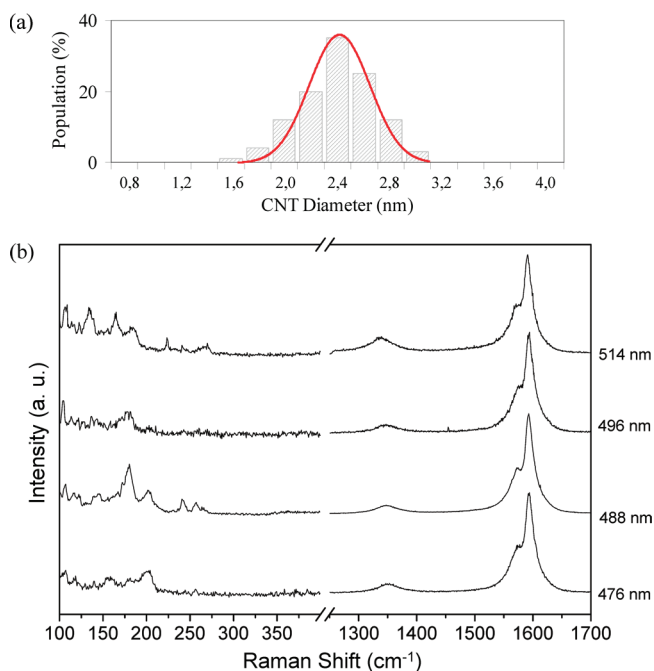 (a)
Population (%)
40
20
0
0,8 1,2 1,6 2,0 2,4 2,8 3,2 3,6 4,0
CNT Diameter (nm)
(b)
Intensity (a. u.)
514 nm
496 nm
488 nm
476 nm
100 150 200 250 300 350 1300 1400 1500 1600 1700
Raman Shift (cm⁻¹)